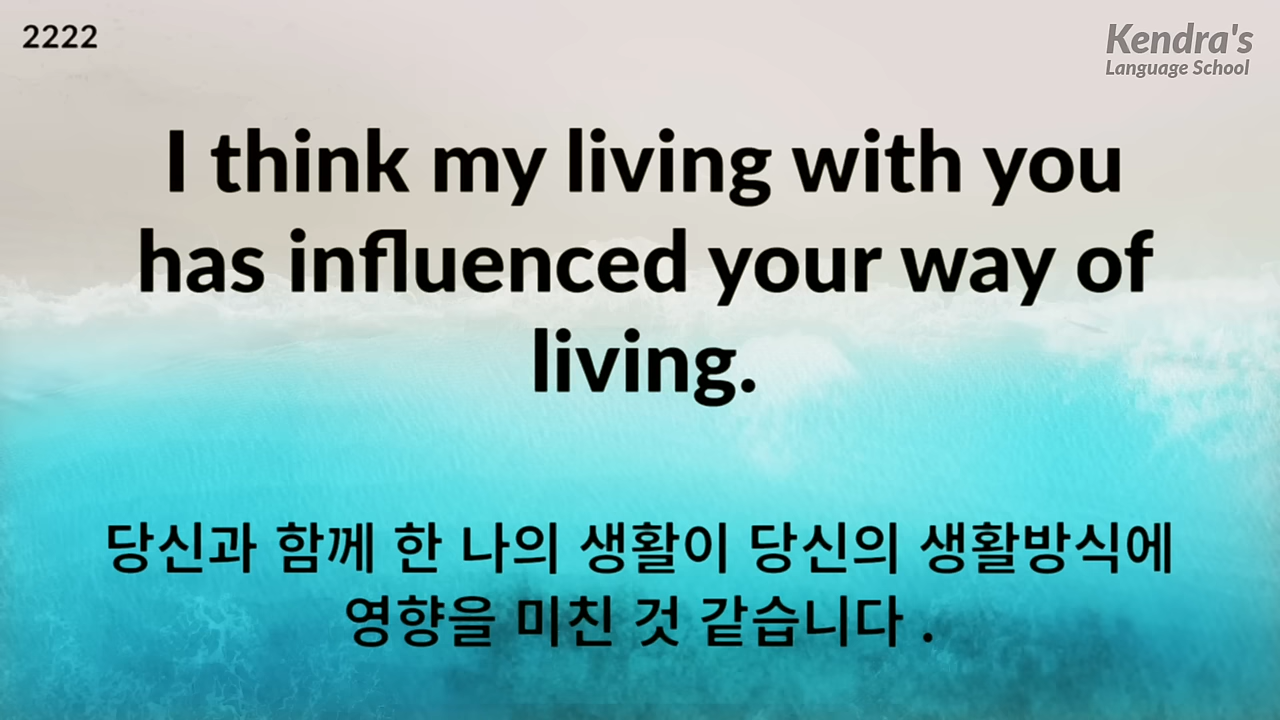 2222
Kendra's
Language School
I think my living with you
has influenced your way of
living.
당신과 함께 한 나의 생활이 당신의 생활방식에
영향을 미친 것 같습니다 .